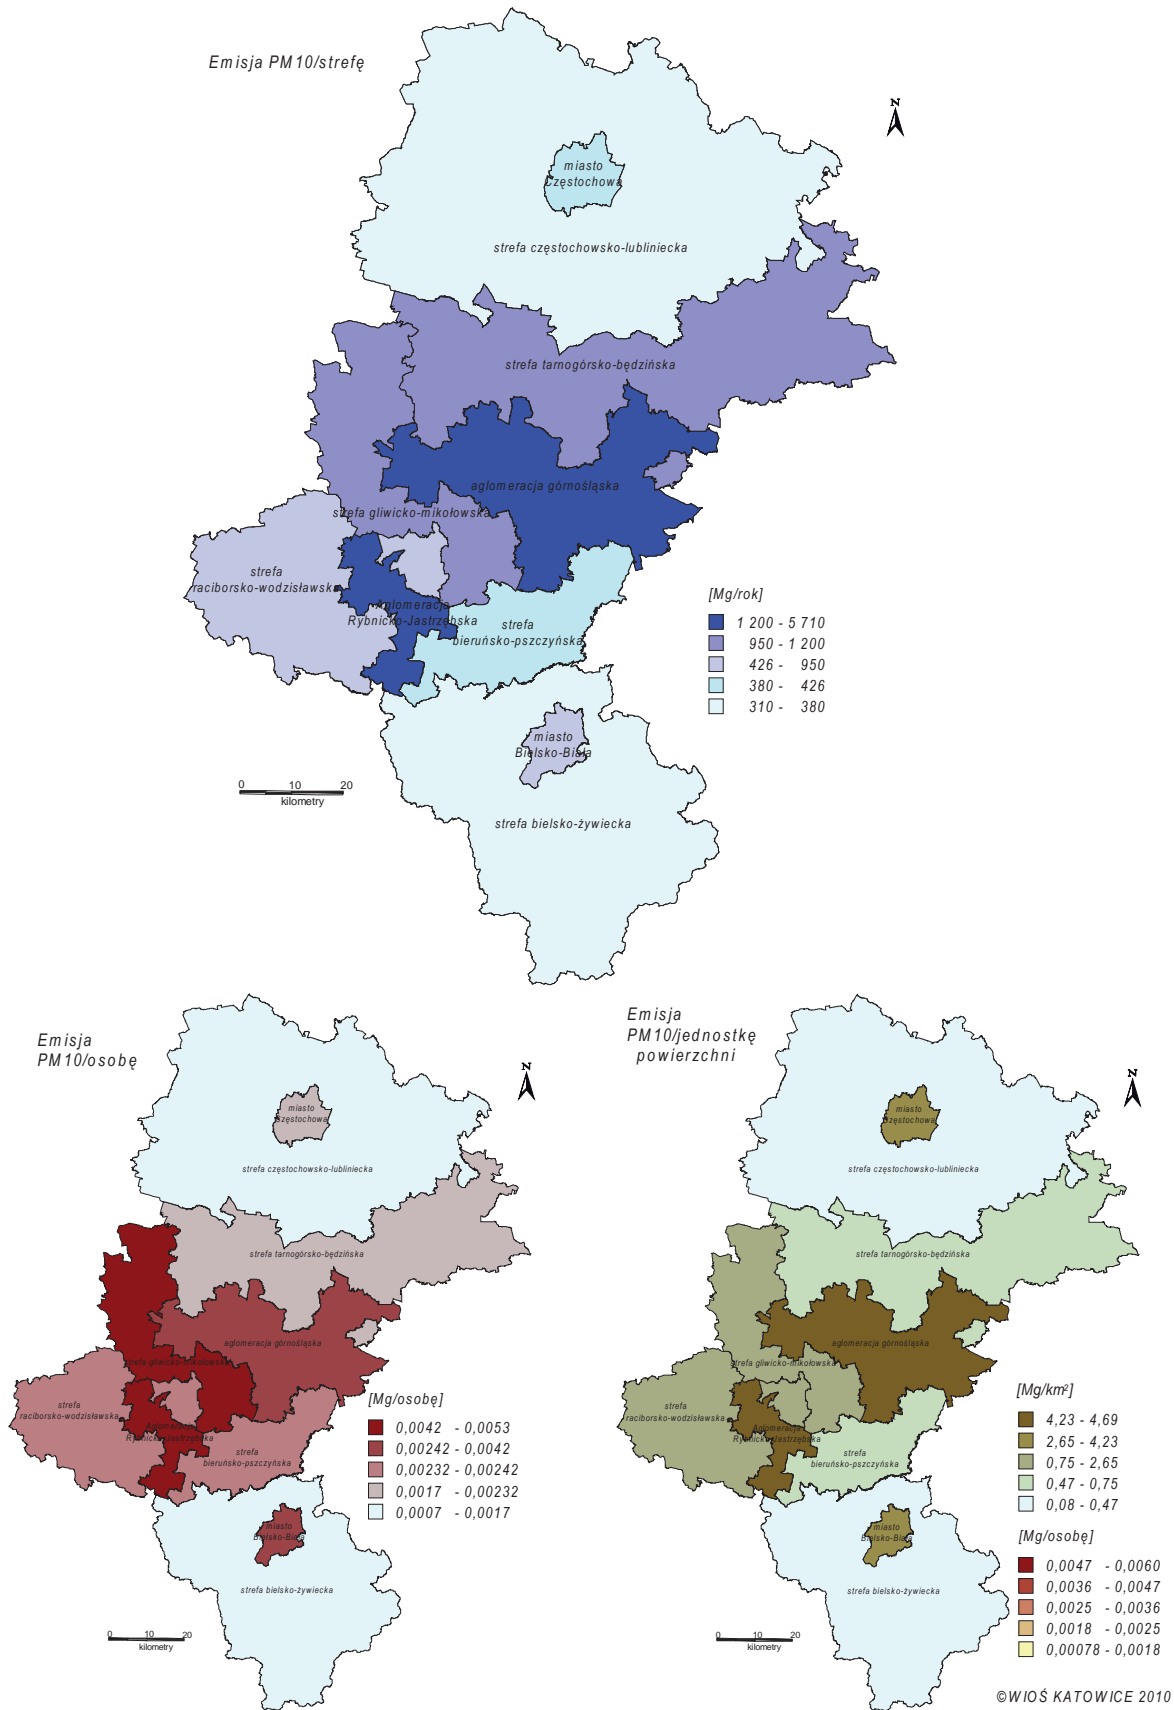 Emisja PM10/strefę
N
miasto
Częstochowa
strefa częstochowsko-lubliniecka
strefa tarnogórsko-będzińska
aglomeracja górnośląska
strefa gliwicko-mikołowska
strefa
raciborsko-wodzisławska
Aglomeracja
Rybnicko-Jastrzębska
strefa
bieruńsko-pszczyńska
[Mg/rok]
1 200 - 5 710
950 - 1 200
426 - 950
380 - 426
310 - 380
miasto
Bielsko-Biała
0 10 20
kilometry
strefa bielsko-żywiecka
Emisja
PM10/osobę
N
miasto
Częstochowa
strefa częstochowsko-lubliniecka
strefa tarnogórsko-będzińska
aglomeracja górnośląska
strefa gliwicko-mikołowska
strefa
raciborsko-wodzisławska
Aglomeracja
Rybnicko-Jastrzębska
strefa
bieruńsko-pszczyńska
[Mg/osobę]
0,0042 - 0,0053
0,00242 - 0,0042
0,00232 - 0,00242
0,0017 - 0,00232
0,0007 - 0,0017
miasto
Bielsko-Biała
strefa bielsko-żywiecka
0 10 20
kilometry
Emisja
PM10/jednostkę
powierzchni
N
miasto
Częstochowa
strefa częstochowsko-lubliniecka
strefa tarnogórsko-będzińska
aglomeracja górnośląska
strefa gliwicko-mikołowska
strefa
raciborsko-wodzisławska
Aglomeracja
Rybnicko-Jastrzębska
strefa
bieruńsko-pszczyńska
[Mg/km²]
4,23 - 4,69
2,65 - 4,23
0,75 - 2,65
0,47 - 0,75
0,08 - 0,47
miasto
Bielsko-Biała
strefa bielsko-żywiecka
[Mg/osobę]
0,0047 - 0,0060
0,0036 - 0,0047
0,0025 - 0,0036
0,0018 - 0,0025
0,00078 - 0,0018
0 10 20
kilometry
©WIOŚ KATOWICE 2010